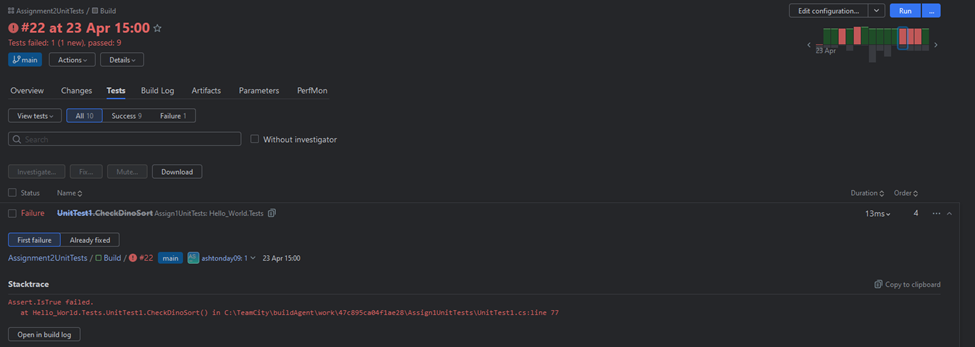 Assignment2UnitTests / Build
Edit configuration... Run ...
#22 at 23 Apr 15:00
Tests failed: 1 (1 new), passed: 9
23 Apr
main Actions Details
Overview Changes Tests Build Log Artifacts Parameters PerfMon
View tests All 10 Success 9 Failure 1
Search Without investigator
Investigate... Fix... Mute... Download
Status Name Duration Order
Failure UnitTest1.CheckDinoSort Assign1UnitTests: Hello_World.Tests 13ms 4 ...
First failure Already fixed
Assignment2UnitTests / Build / #22 main ashtonday09: 1 23 Apr 15:00
Stacktrace Copy to clipboard
Assert.IsTrue failed.
at Hello_World.Tests.UnitTest1.CheckDinoSort() in C:\TeamCity\buildAgent\work\47c895ca04f1ae28\Assign1UnitTests\UnitTest1.cs:line 77
Open in build log